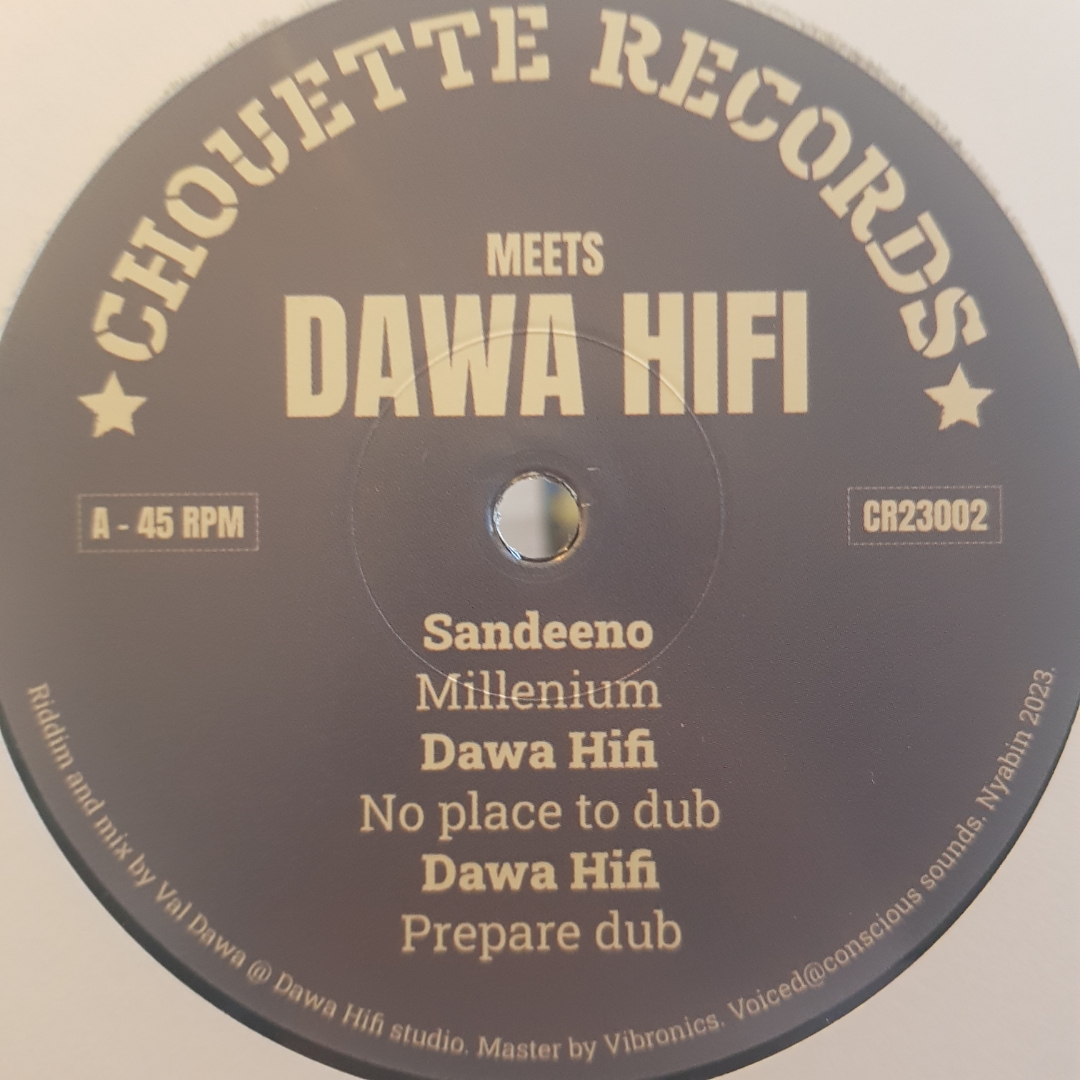 CHOUETTE RECORDS
MEETS
DAWA HIFI
A - 45 RPM
CR23002
Sandeeno
Millenium
Dawa Hifi
No place to dub
Dawa Hifi
Prepare dub
Riddim and mix by Val Dawa @ Dawa Hifi studio. Master by Vibronics. Voiced@conscious sounds. Nyabin 2023.